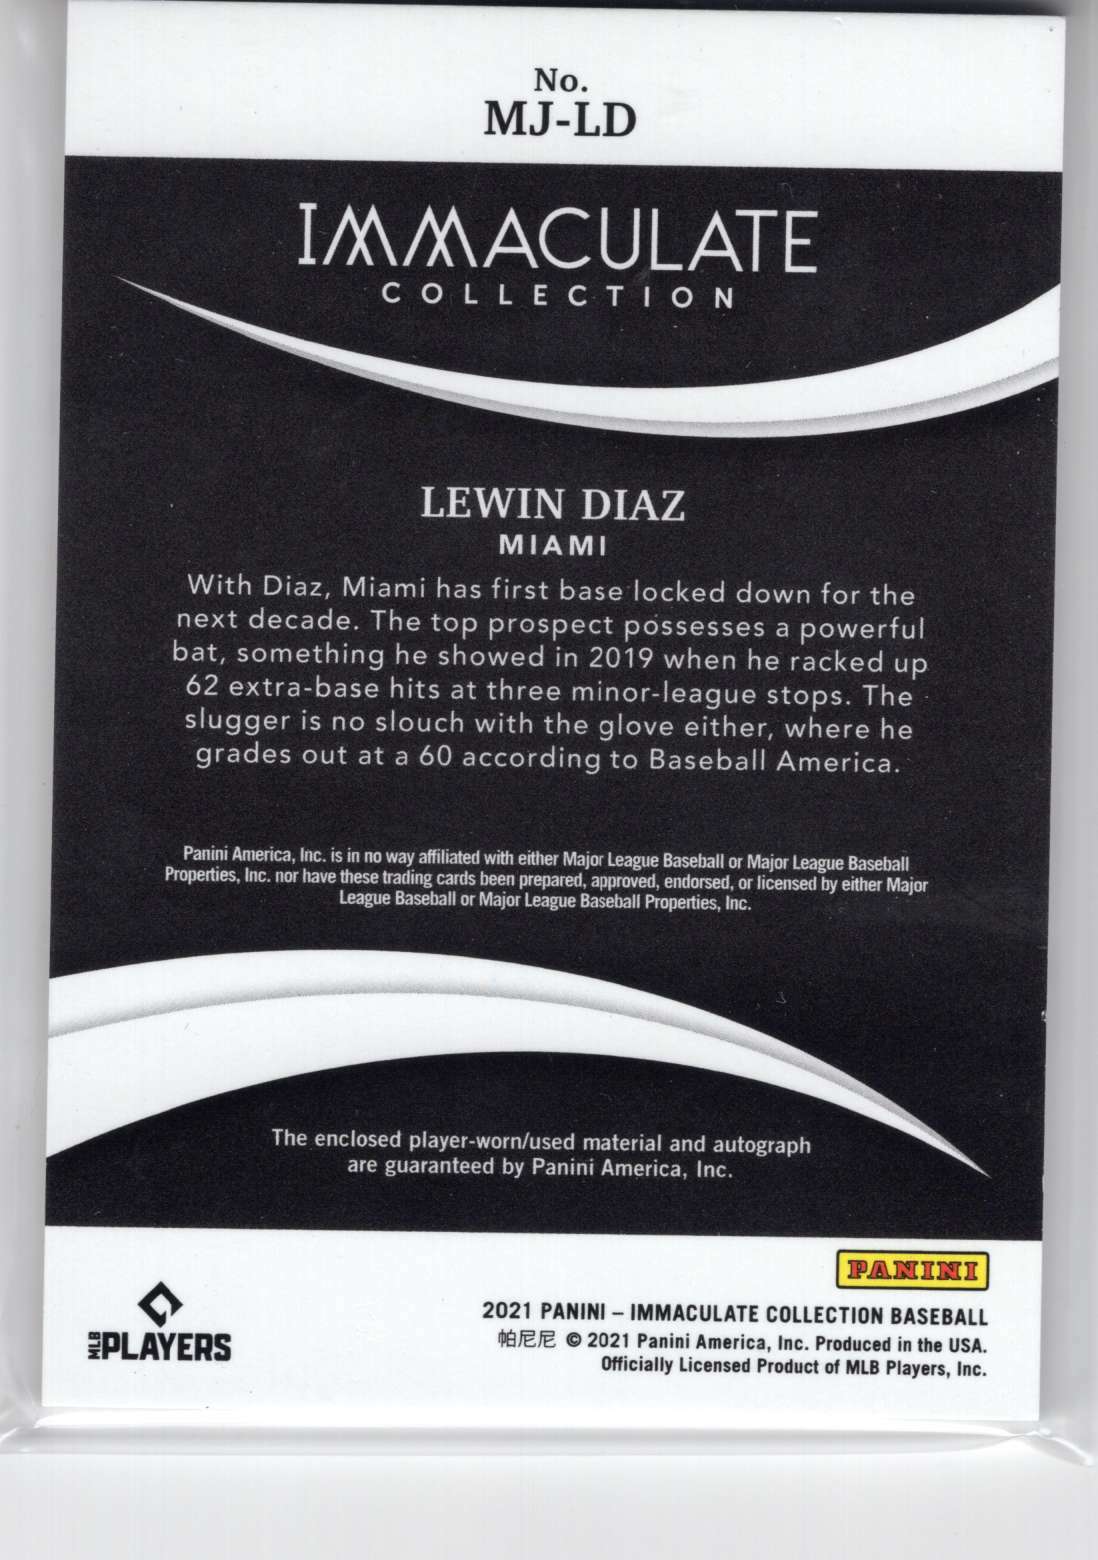 No.
MJ-LD
IMMACULATE
COLLECTION
LEWIN DIAZ
MIAMI
With Diaz, Miami has first base locked down for the
next decade. The top prospect possesses a powerful
bat, something he showed in 2019 when he racked up
62 extra-base hits at three minor-league stops. The
slugger is no slouch with the glove either, where he
grades out at a 60 according to Baseball America.
Panini America, Inc. is in no way affiliated with either Major League Baseball or Major League Baseball
Properties, Inc. nor have these trading cards been prepared, approved, endorsed, or licensed by either Major
League Baseball or Major League Baseball Properties, Inc.
The enclosed player-worn/used material and autograph
are guaranteed by Panini America, Inc.
PANINI
MLB PLAYERS
2021 PANINI – IMMACULATE COLLECTION BASEBALL
帕尼尼 © 2021 Panini America, Inc. Produced in the USA.
Officially Licensed Product of MLB Players, Inc.